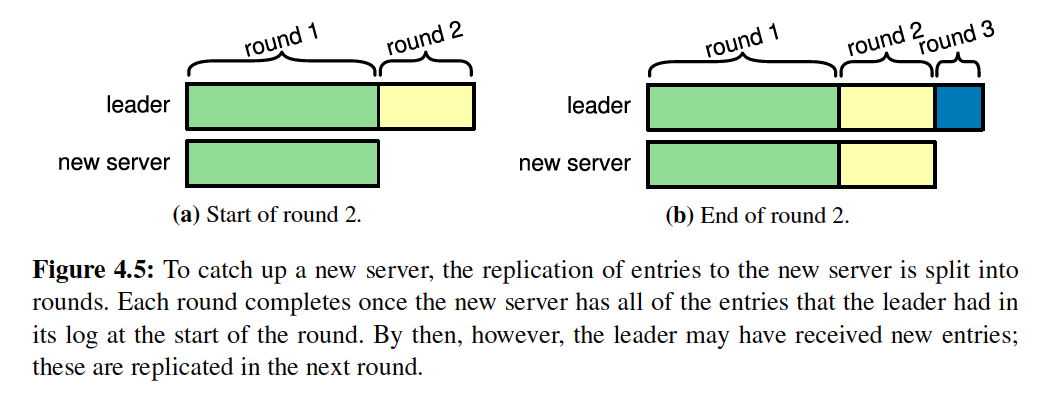 round 1 round 2
leader
new server
(a) Start of round 2.
round 1 round 2 round 3
leader
new server
(b) End of round 2.
Figure 4.5: To catch up a new server, the replication of entries to the new server is split into
rounds. Each round completes once the new server has all of the entries that the leader had in
its log at the start of the round. By then, however, the leader may have received new entries;
these are replicated in the next round.